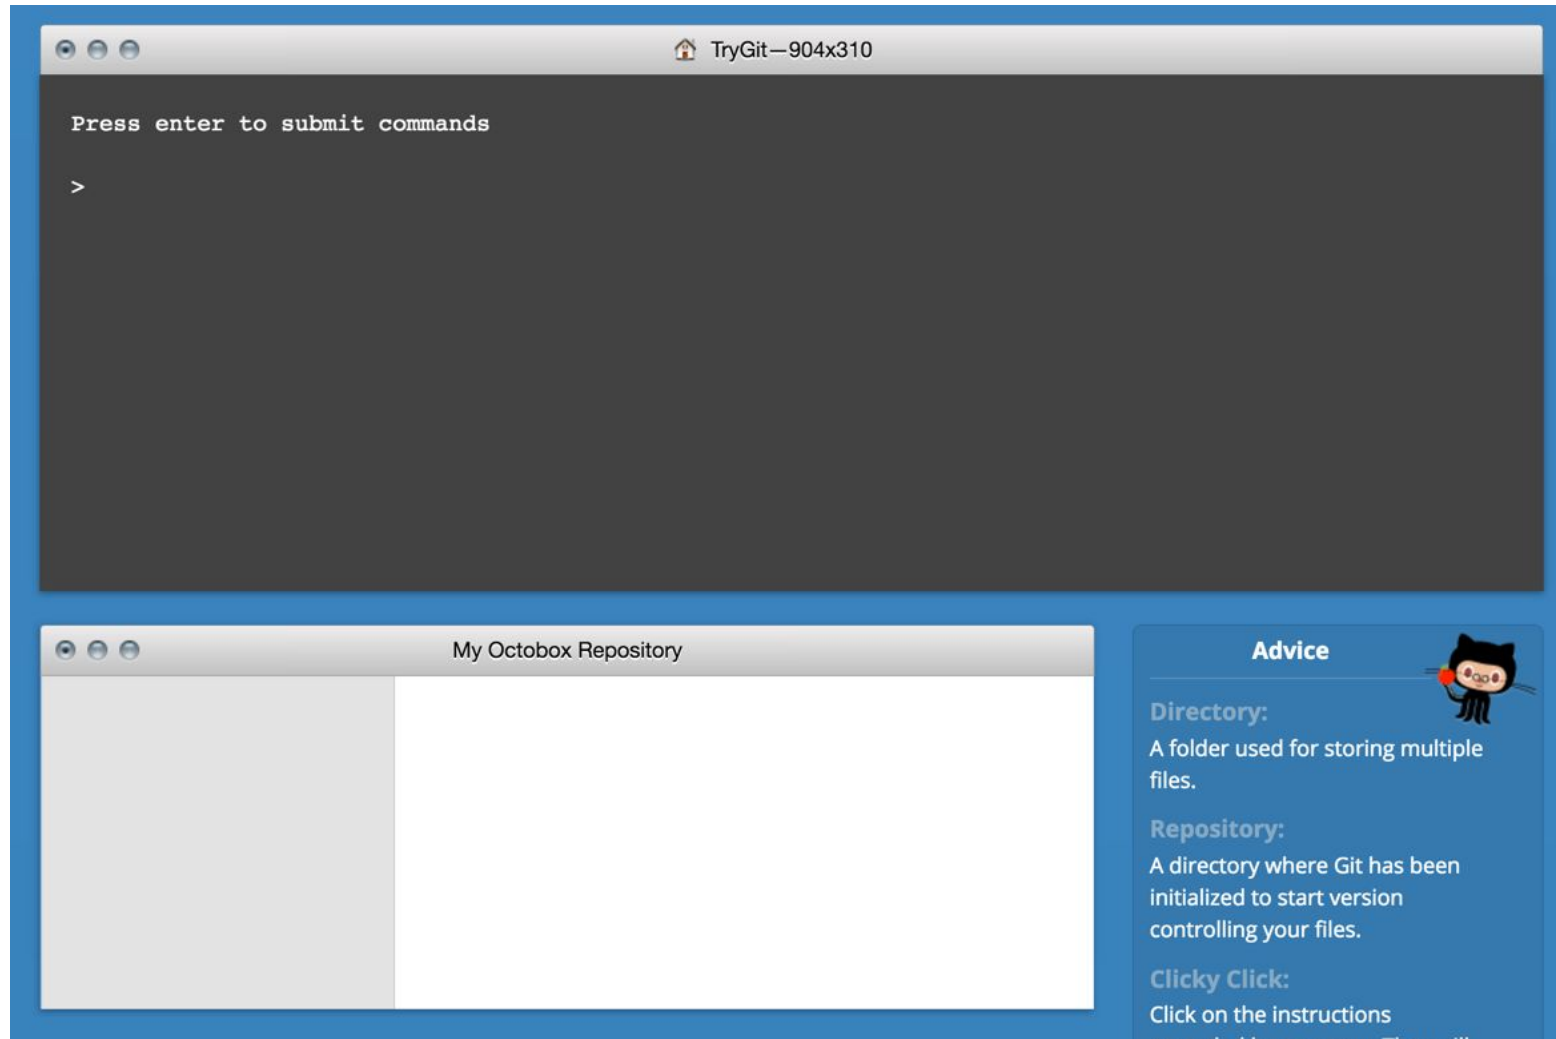 TryGit—904x310
Press enter to submit commands
>
My Octobox Repository
Advice
Directory:
A folder used for storing multiple
files.
Repository:
A directory where Git has been
initialized to start version
controlling your files.
Clicky Click:
Click on the instructions